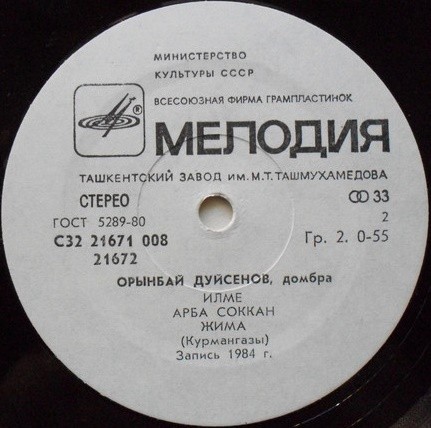 МИНИСТЕРСТВО
КУЛЬТУРЫ СССР
ВСЕСОЮЗНАЯ ФИРМА ГРАМПЛАСТИНОК
® МЕЛОДИЯ
ТАШКЕНТСКИЙ ЗАВОД ИМ. М.Т. ТАШМУХАМЕДОВА
СТЕРЕО 33
ГОСТ 5289-80 2
С32 21671 008 Гр. 2. 0-55
21672
ОРЫНБАЙ ДУЙСЕНОВ, домбра
ИЛМЕ
АРБА СОККАН
ЖИМА
(Курмангазы)
Запись 1984 г.